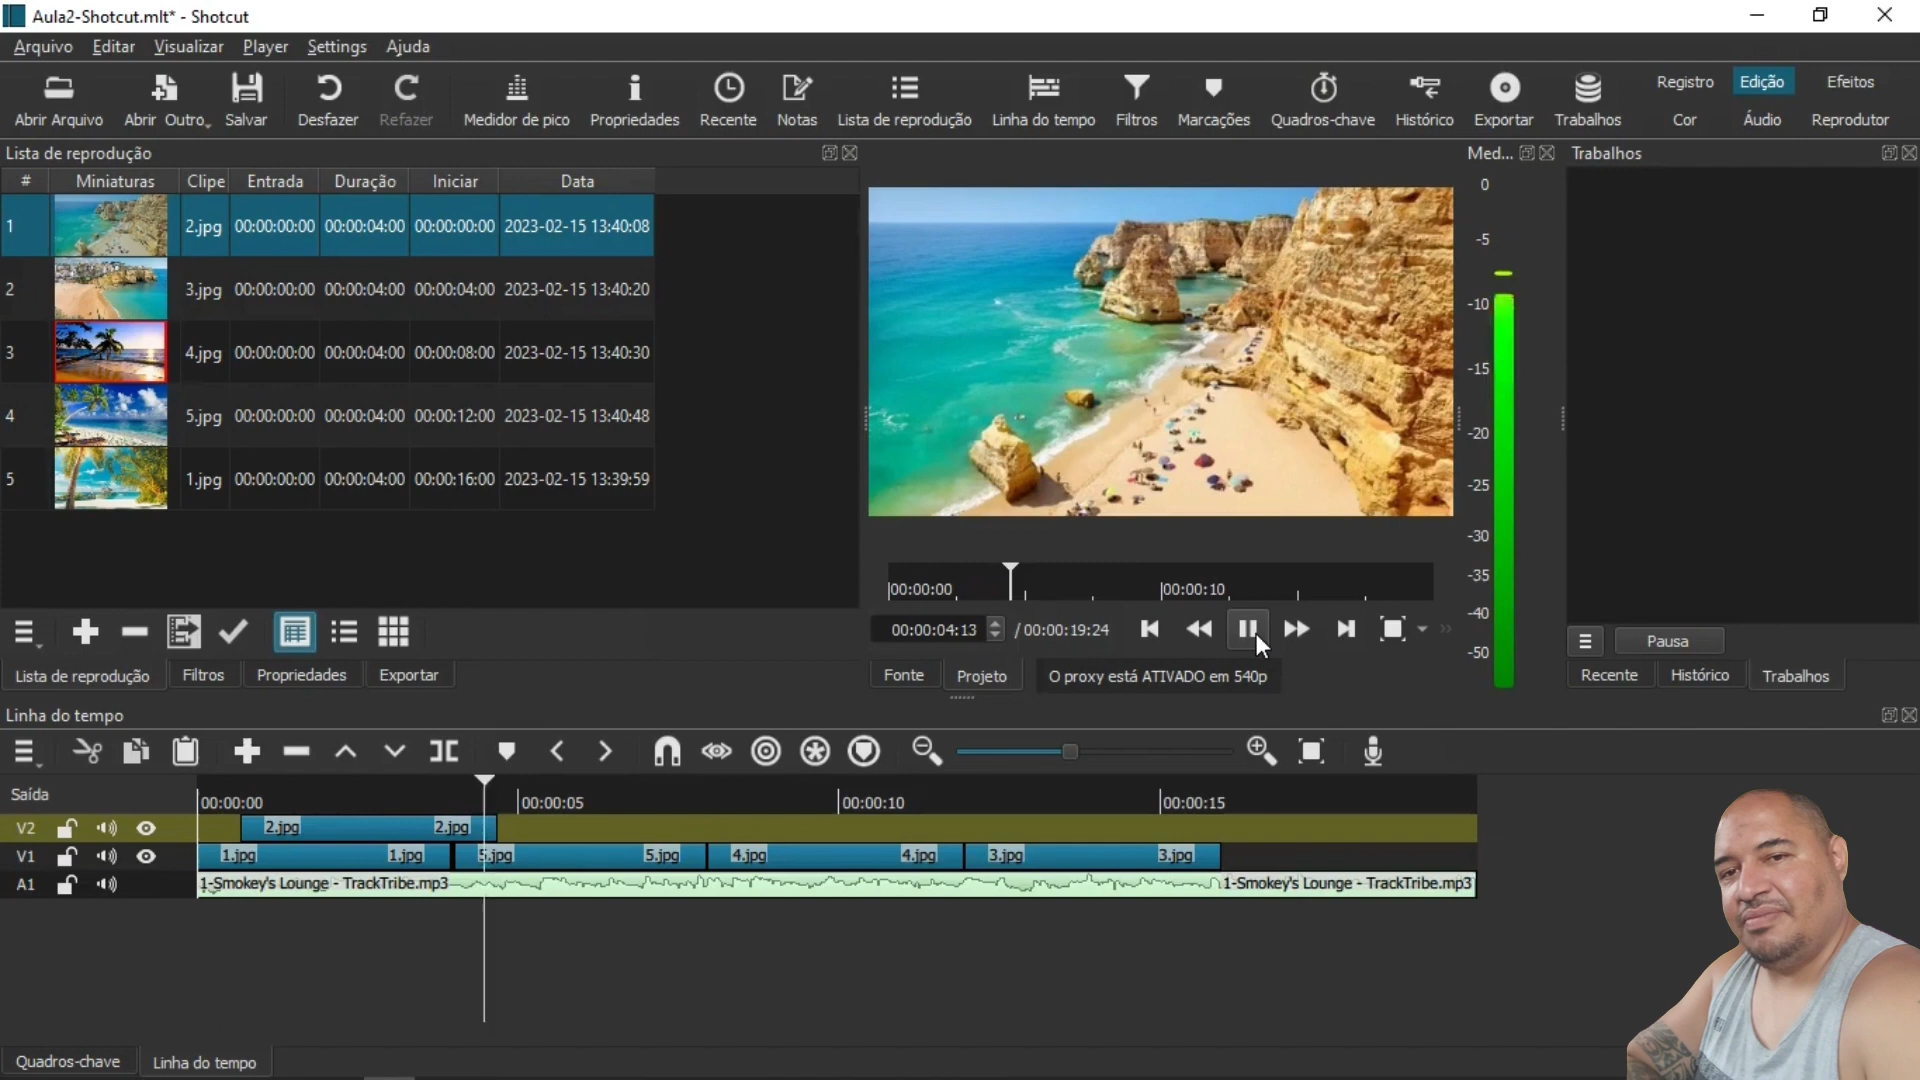 Aula2-Shotcut.mlt* - Shotcut
Arquivo Editar Visualizar Player Settings Ajuda
Abrir Arquivo Abrir Outro Salvar Desfazer Refazer Medidor de pico Propriedades Recente Notas Lista de reprodução Linha do tempo Filtros Marcações Quadros-chave Histórico Exportar Trabalhos
Registro Edição Efeitos
Cor Áudio Reprodutor
Lista de reprodução
# Miniaturas Clipe Entrada Duração Iniciar Data
1 2.jpg 00:00:00:00 00:00:04:00 00:00:00:00 2023-02-15 13:40:08
2 3.jpg 00:00:00:00 00:00:04:00 00:00:04:00 2023-02-15 13:40:20
3 4.jpg 00:00:00:00 00:00:04:00 00:00:08:00 2023-02-15 13:40:30
4 5.jpg 00:00:00:00 00:00:04:00 00:00:12:00 2023-02-15 13:40:48
5 1.jpg 00:00:00:00 00:00:04:00 00:00:16:00 2023-02-15 13:39:59
Lista de reprodução Filtros Propriedades Exportar
00:00:00 00:00:10
00:00:04:13 /00:00:19:24
Fonte Projeto O proxy está ATIVADO em 540p
Med...
0
-5
-10
-15
-20
-25
-30
-35
-40
-50
Trabalhos
Pausa
Recente Histórico Trabalhos
Linha do tempo
Saída 00:00:00 00:00:05 00:00:10 00:00:15
V2 2.jpg 2.jpg
V1 1.jpg 1.jpg 5.jpg 5.jpg 4.jpg 4.jpg 3.jpg 3.jpg
A1 1-Smokey's Lounge - TrackTribe.mp3 1-Smokey's Lounge - TrackTribe.mp3
Quadros-chave Linha do tempo